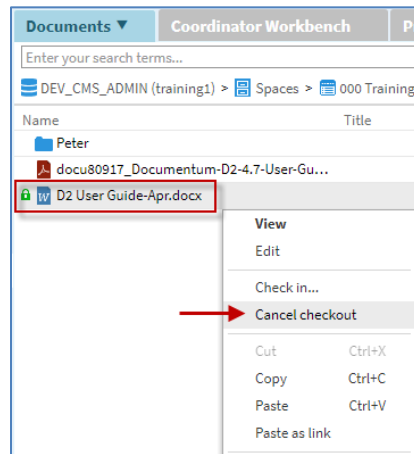 Documents ▼ Coordinator Workbench P
Enter your search terms...
DEV_CMS_ADMIN (training1) > Spaces > 000 Training
Name Title
Peter
docu80917_Documentum-D2-4.7-User-Gu...
D2 User Guide-Apr.docx
View
Edit
Check in...
Cancel checkout
Cut Ctrl+X
Copy Ctrl+C
Paste Ctrl+V
Paste as link